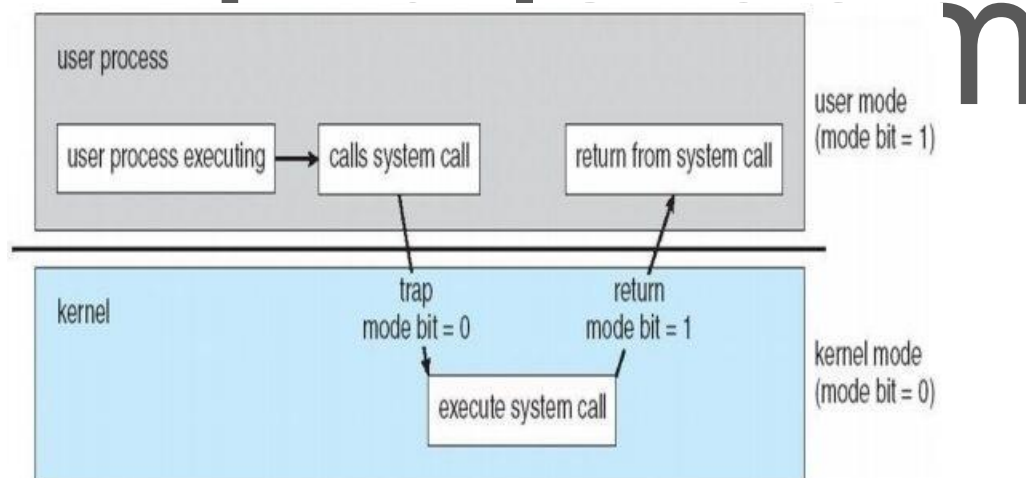 user process
user process executing
calls system call
return from system call
user mode
(mode bit = 1)
trap
mode bit = 0
return
mode bit = 1
kernel
execute system call
kernel mode
(mode bit = 0)